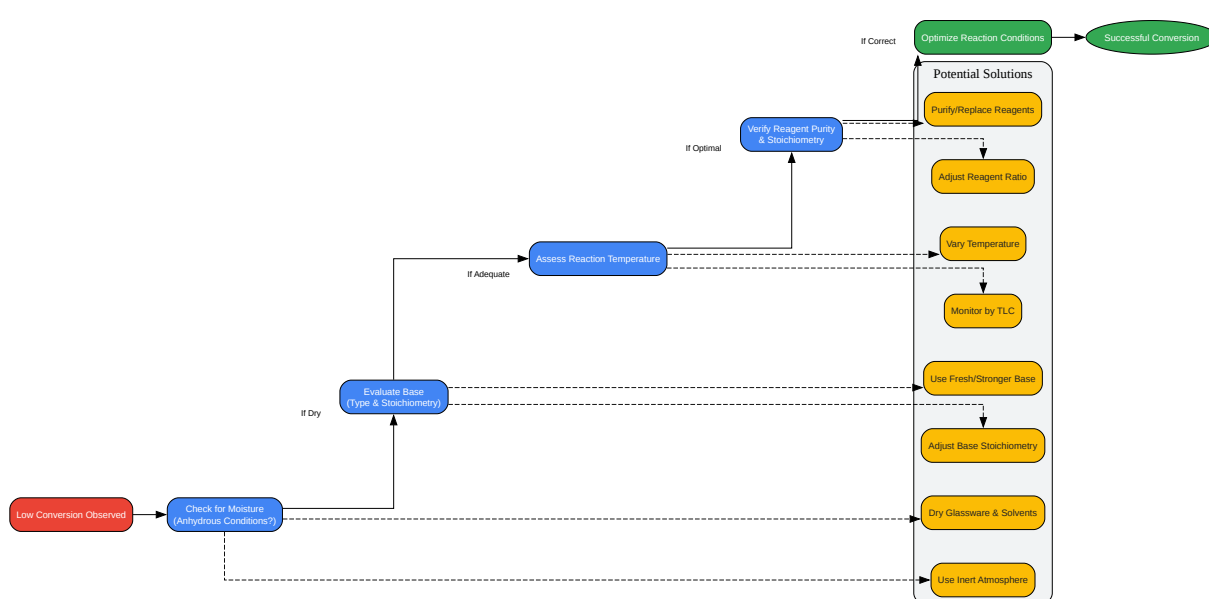 If Correct
Optimize Reaction Conditions
Successful Conversion
Potential Solutions
Purify/Replace Reagents
Verify Reagent Purity
& Stoichiometry
If Optimal
Adjust Reagent Ratio
Vary Temperature
Assess Reaction Temperature
If Adequate
Monitor by TLC
Use Fresh/Stronger Base
Evaluate Base
(Type & Stoichiometry)
If Dry
Adjust Base Stoichiometry
Low Conversion Observed
Check for Moisture
(Anhydrous Conditions?)
Dry Glassware & Solvents
Use Inert Atmosphere